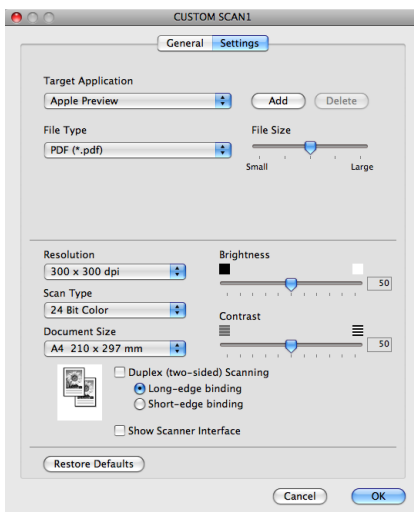 CUSTOM SCAN1
General Settings
Target Application
Apple Preview Add Delete
File Type File Size
PDF (*.pdf)
Small Large
Resolution Brightness
300 x 300 dpi
50
Scan Type
24 Bit Color
Contrast
Document Size
A4 210 x 297 mm 50
Duplex (two-sided) Scanning
Long-edge binding
Short-edge binding
Show Scanner Interface
Restore Defaults
Cancel OK